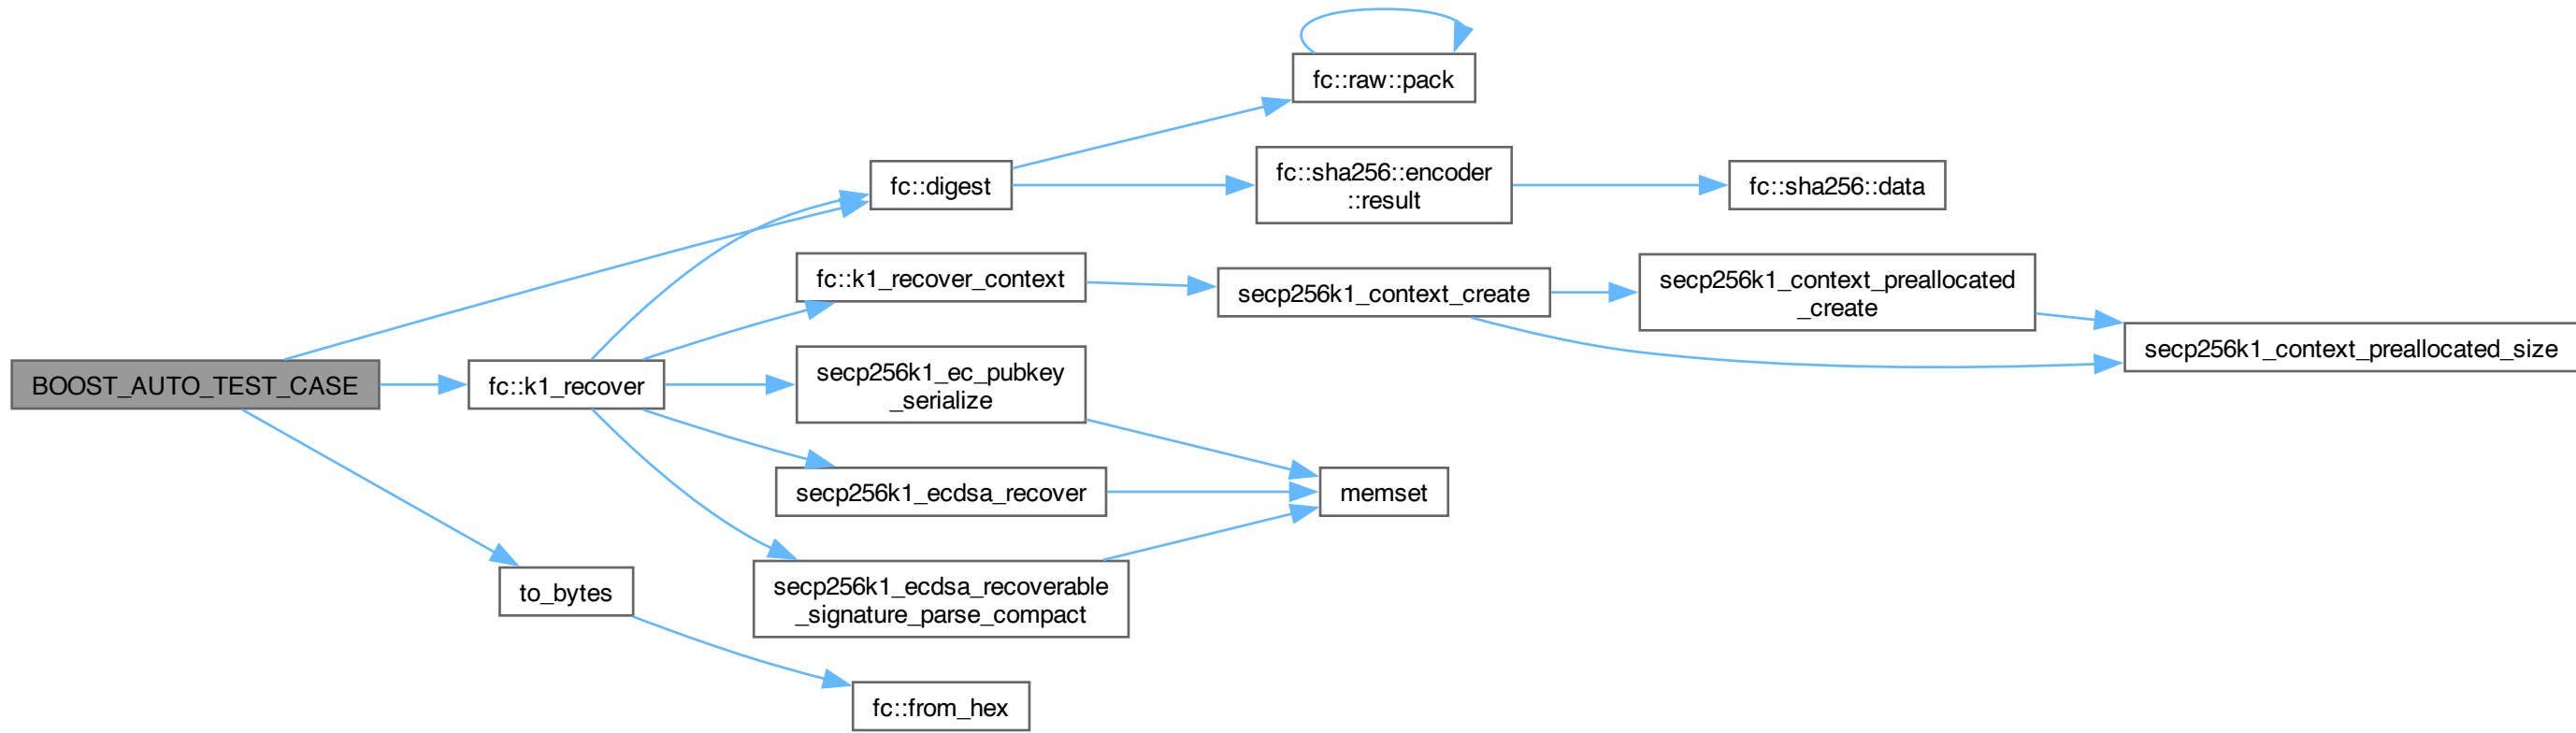 fc::raw::pack
fc::digest
fc::sha256::encoder
::result
fc::sha256::data
fc::k1_recover_context
secp256k1_context_create
secp256k1_context_preallocated
_create
secp256k1_context_preallocated_size
BOOST_AUTO_TEST_CASE
fc::k1_recover
secp256k1_ec_pubkey
_serialize
secp256k1_ecdsa_recover
memset
to_bytes
secp256k1_ecdsa_recoverable
_signature_parse_compact
fc::from_hex